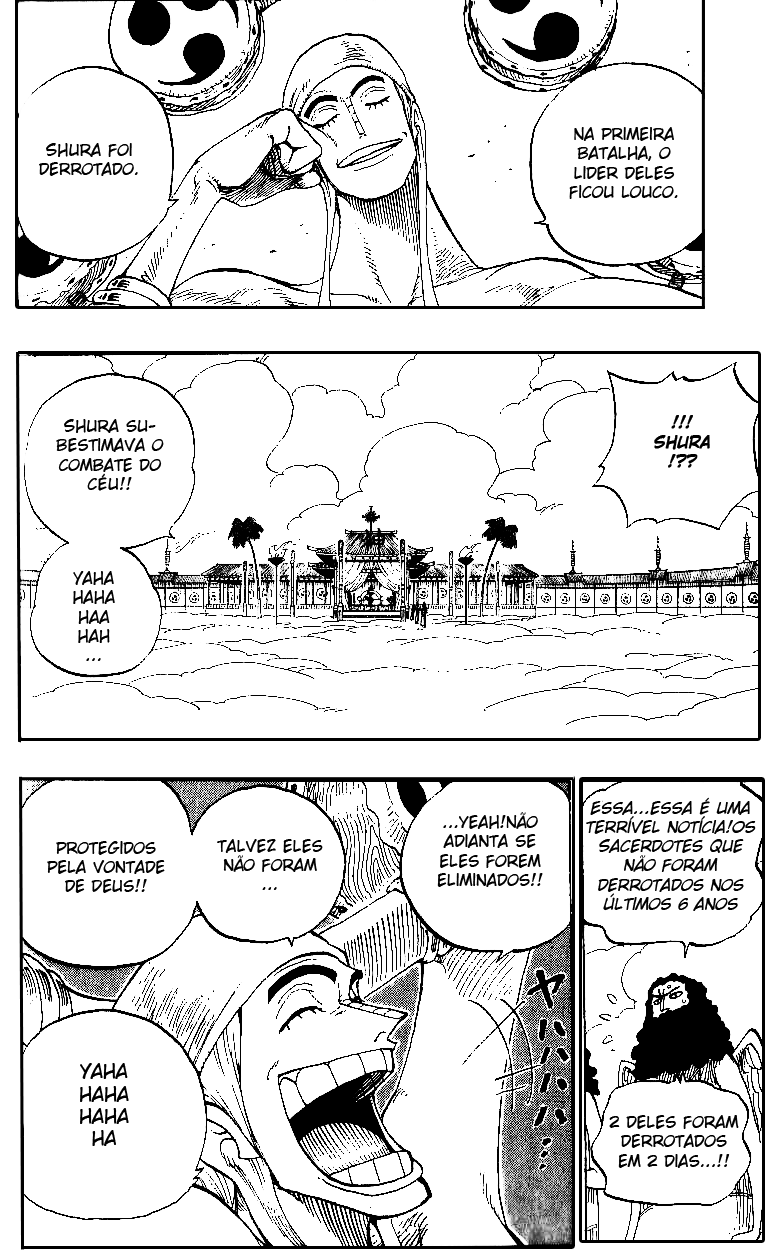 NA PRIMEIRA
BATALHA, O
LIDER DELES
FICOU LOUCO.
SHURA FOI
DERROTADO.
!!!
SHURA
!??
SHURA SU-
BESTIMAVA O
COMBATE DO
CÉU!!
YAHA
HAHA
HAA
HAH
...
ESSA...ESSA É UMA
TERRÍVEL NOTÍCIA!OS
SACERDOTES QUE
NÃO FORAM
DERROTADOS NOS
ÚLTIMOS 6 ANOS
2 DELES FORAM
DERROTADOS
EM 2 DIAS...!!
...YEAH!NÃO
ADIANTA SE
ELES FOREM
ELIMINADOS!!
TALVEZ ELES
NÃO FORAM
...
PROTEGIDOS
PELA VONTADE
DE DEUS!!
ヤハハハハ…
YAHA
HAHA
HAHA
HA